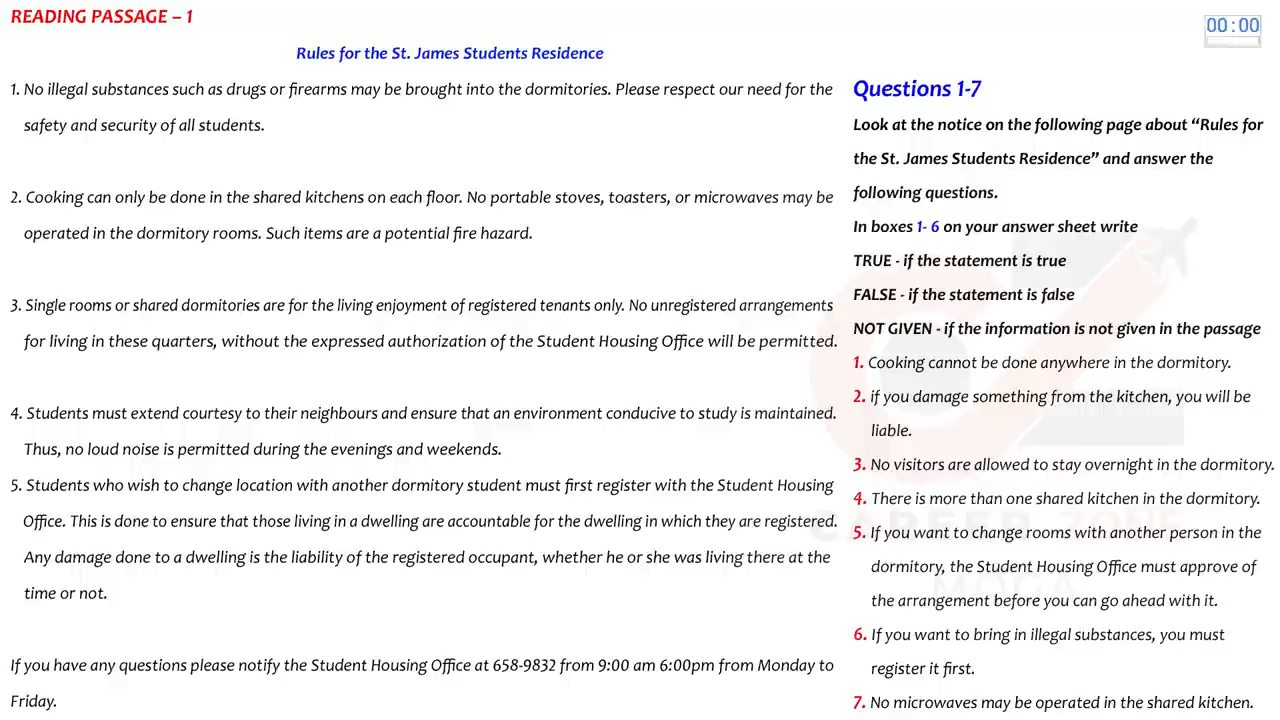 READING PASSAGE – 1
00:00
Rules for the St. James Students Residence
1. No illegal substances such as drugs or firearms may be brought into the dormitories. Please respect our need for the
safety and security of all students.
2. Cooking can only be done in the shared kitchens on each floor. No portable stoves, toasters, or microwaves may be
operated in the dormitory rooms. Such items are a potential fire hazard.
3. Single rooms or shared dormitories are for the living enjoyment of registered tenants only. No unregistered arrangements
for living in these quarters, without the expressed authorization of the Student Housing Office will be permitted.
4. Students must extend courtesy to their neighbours and ensure that an environment conducive to study is maintained.
Thus, no loud noise is permitted during the evenings and weekends.
5. Students who wish to change location with another dormitory student must first register with the Student Housing
Office. This is done to ensure that those living in a dwelling are accountable for the dwelling in which they are registered.
Any damage done to a dwelling is the liability of the registered occupant, whether he or she was living there at the
time or not.
If you have any questions please notify the Student Housing Office at 658-9832 from 9:00 am 6:00pm from Monday to
Friday.
Questions 1-7
Look at the notice on the following page about “Rules for
the St. James Students Residence” and answer the
following questions.
In boxes 1- 6 on your answer sheet write
TRUE - if the statement is true
FALSE - if the statement is false
NOT GIVEN - if the information is not given in the passage
1. Cooking cannot be done anywhere in the dormitory.
2. if you damage something from the kitchen, you will be
liable.
3. No visitors are allowed to stay overnight in the dormitory.
4. There is more than one shared kitchen in the dormitory.
5. If you want to change rooms with another person in the
dormitory, the Student Housing Office must approve of
the arrangement before you can go ahead with it.
6. If you want to bring in illegal substances, you must
register it first.
7. No microwaves may be operated in the shared kitchen.
CAREER ZONE
MOGA